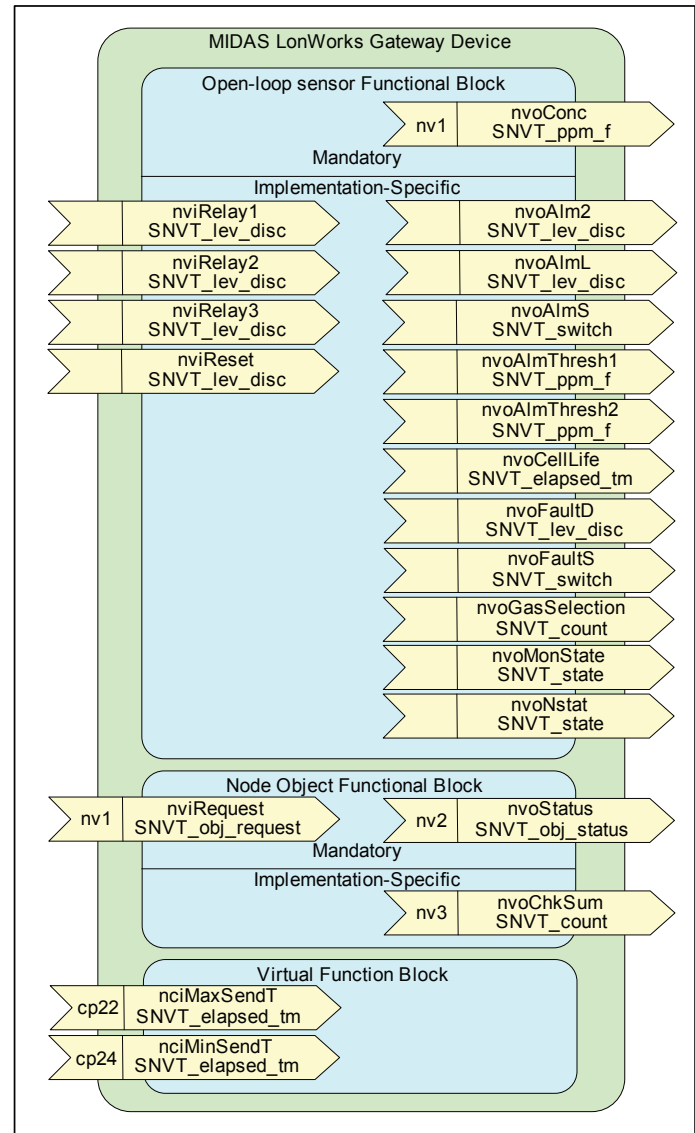 MIDAS LonWorks Gateway Device
Open-loop sensor Functional Block
nv1
nvoConc
SNVT_ppm_f
Mandatory
Implementation-Specific
nviRelay1
SNVT_lev_disc
nvoAlm2
SNVT_lev_disc
nviRelay2
SNVT_lev_disc
nvoAlmL
SNVT_lev_disc
nviRelay3
SNVT_lev_disc
nvoAlmS
SNVT_switch
nviReset
SNVT_lev_disc
nvoAlmThresh1
SNVT_ppm_f
nvoAlmThresh2
SNVT_ppm_f
nvoCellLife
SNVT_elapsed_tm
nvoFaultD
SNVT_lev_disc
nvoFaultS
SNVT_switch
nvoGasSelection
SNVT_count
nvoMonState
SNVT_state
nvoNstat
SNVT_state
Node Object Functional Block
nv1
nviRequest
SNVT_obj_request
nv2
nvoStatus
SNVT_obj_status
Mandatory
Implementation-Specific
nv3
nvoChkSum
SNVT_count
Virtual Function Block
cp22
nciMaxSendT
SNVT_elapsed_tm
cp24
nciMinSendT
SNVT_elapsed_tm